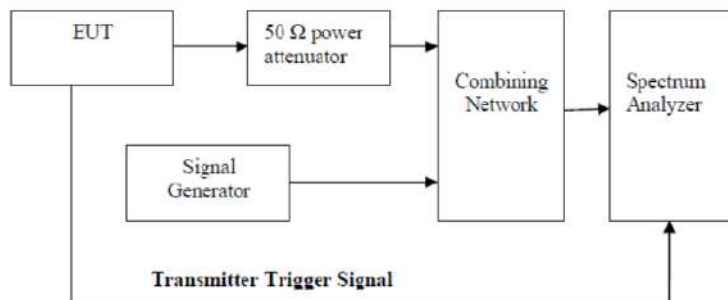 EUT
50 Ω power
attenuator
Combining
Network
Spectrum
Analyzer
Signal
Generator
Transmitter Trigger Signal